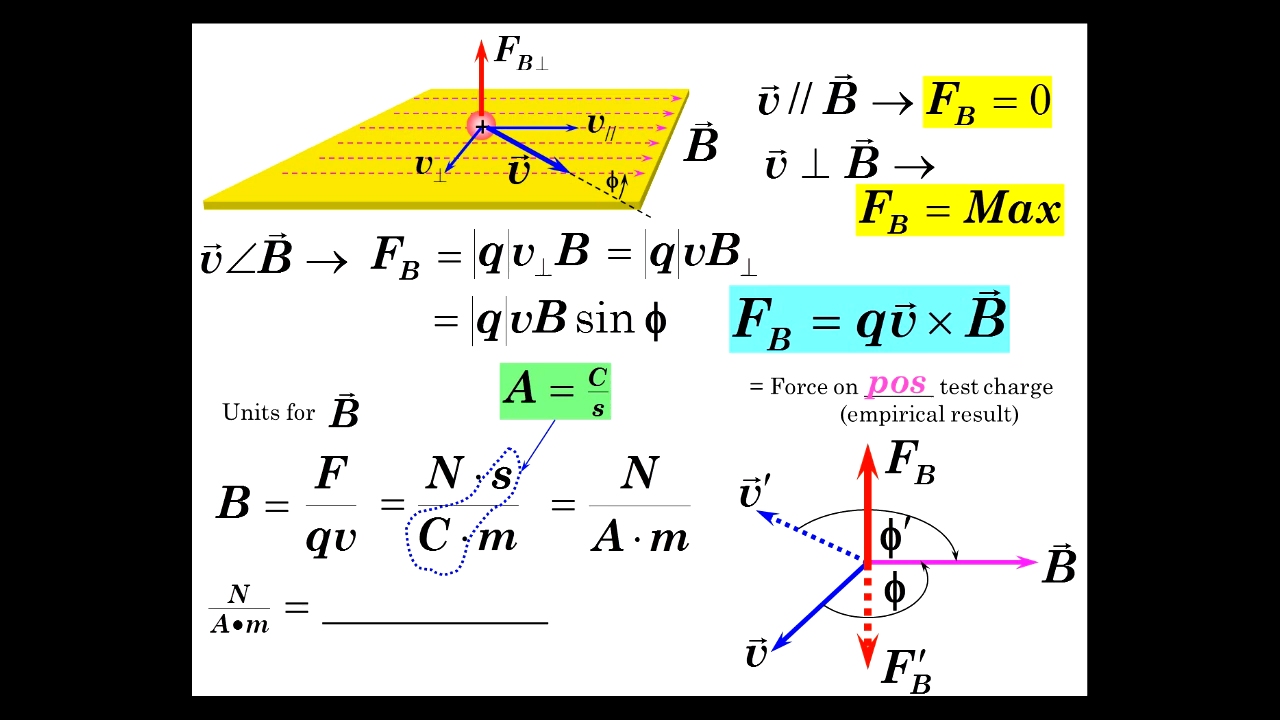 F_B⊥
v_//
v⃗
v_⊥
ϕ
B⃗
v⃗ // B⃗ → F_B = 0
v⃗ ⊥ B⃗ →
F_B = Max
v⃗∠B⃗ → F_B = |q|v_⊥B = |q|vB_⊥
= |q|vB sin ϕ
F_B = qv⃗ × B⃗
= Force on pos test charge
(empirical result)
A = C/s
Units for B⃗
B = F/qv = N · s/C · m = N/A · m
N/A•m = ________
F_B
v⃗′
ϕ′
B⃗
ϕ
v⃗
F′_B